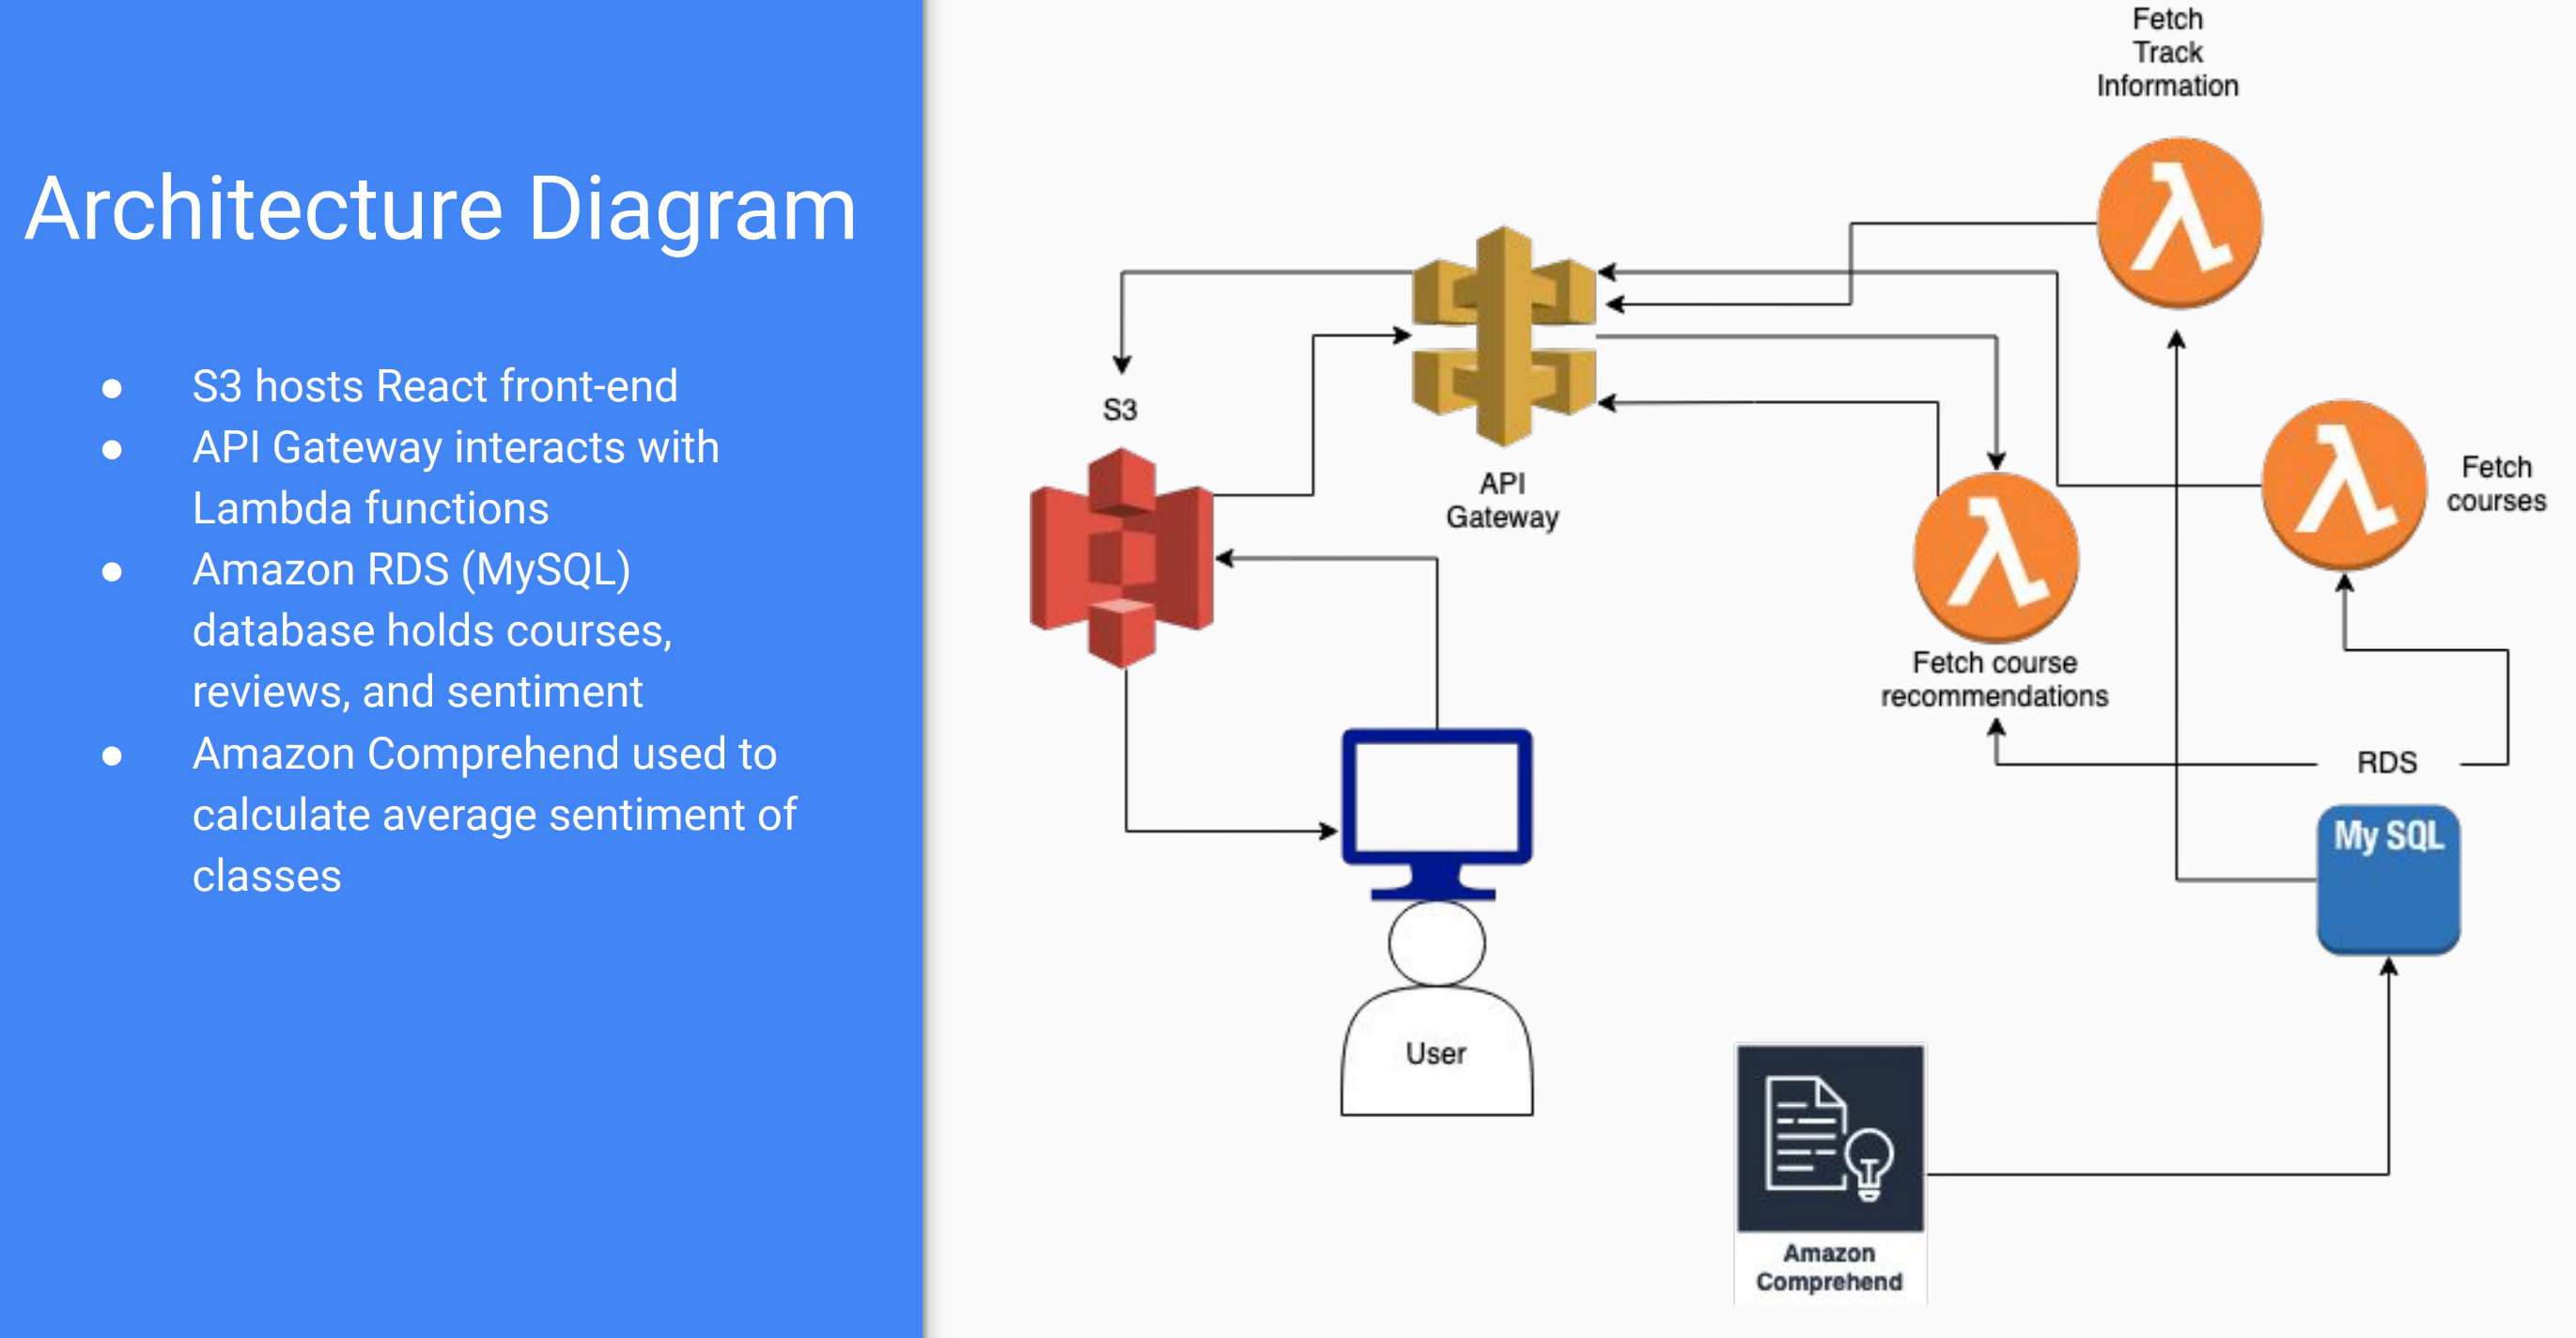 Architecture Diagram
● S3 hosts React front-end
● API Gateway interacts with
Lambda functions
● Amazon RDS (MySQL)
database holds courses,
reviews, and sentiment
● Amazon Comprehend used to
calculate average sentiment of
classes
Fetch
Track
Information
S3
API
Gateway
Fetch
courses
Fetch course
recommendations
RDS
My SQL
User
Amazon
Comprehend